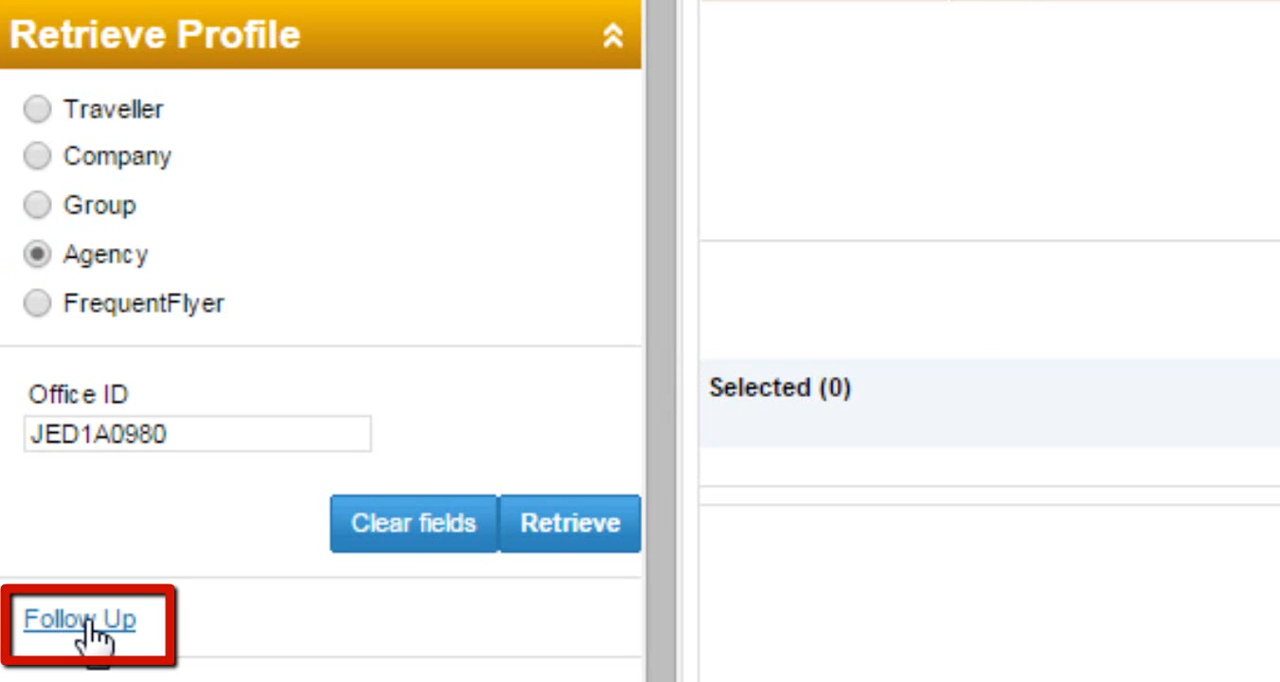 Retrieve Profile
Traveller
Company
Group
Agency
FrequentFlyer
Office ID
JED1A0980
Clear fields
Retrieve
Follow Up
Selected (0)